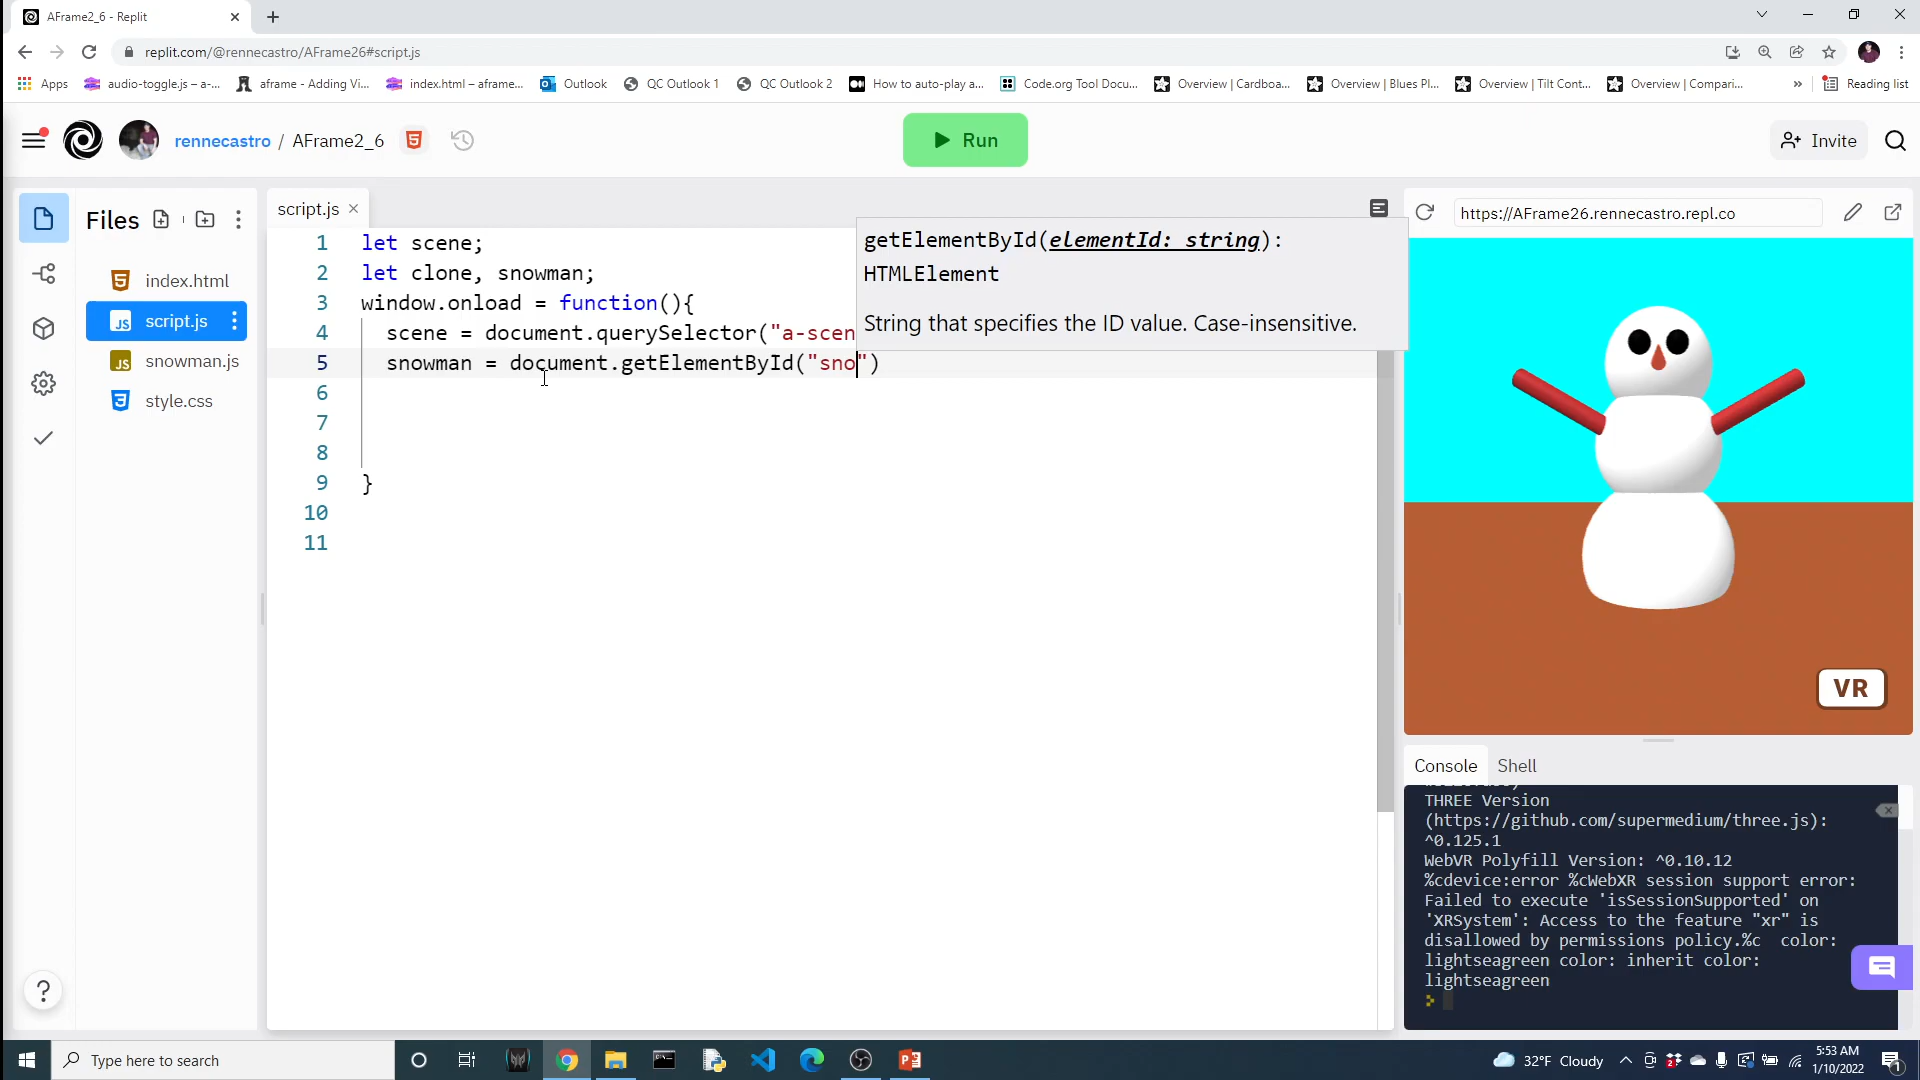 AFrame2_6 - Replit
replit.com/@rennecastro/AFrame26#script.js
Apps
audio-toggle.js – a-...
aframe - Adding Vi...
index.html – aframe...
Outlook
QC Outlook 1
QC Outlook 2
How to auto-play a...
Code.org Tool Docu...
Overview | Cardboa...
Overview | Blues Pl...
Overview | Tilt Cont...
Overview | Compari...
»
Reading list
rennecastro / AFrame2_6
Run
Invite
Files
index.html
script.js
snowman.js
style.css
script.js
1 let scene;
2 let clone, snowman;
3 window.onload = function(){
4 scene = document.querySelector("a-scen
5 snowman = document.getElementById("sno")
6
7
8
9 }
10
11
getElementById(elementId: string):
HTMLElement
String that specifies the ID value. Case-insensitive.
https://AFrame26.rennecastro.repl.co
VR
Console
Shell
THREE Version
(https://github.com/supermedium/three.js):
^0.125.1
WebVR Polyfill Version: ^0.10.12
%cdevice:error %cWebXR session support error:
Failed to execute 'isSessionSupported' on
'XRSystem': Access to the feature "xr" is
disallowed by permissions policy.%c color:
lightseagreen color: inherit color:
lightseagreen
?
Type here to search
32°F Cloudy
5:53 AM
1/10/2022